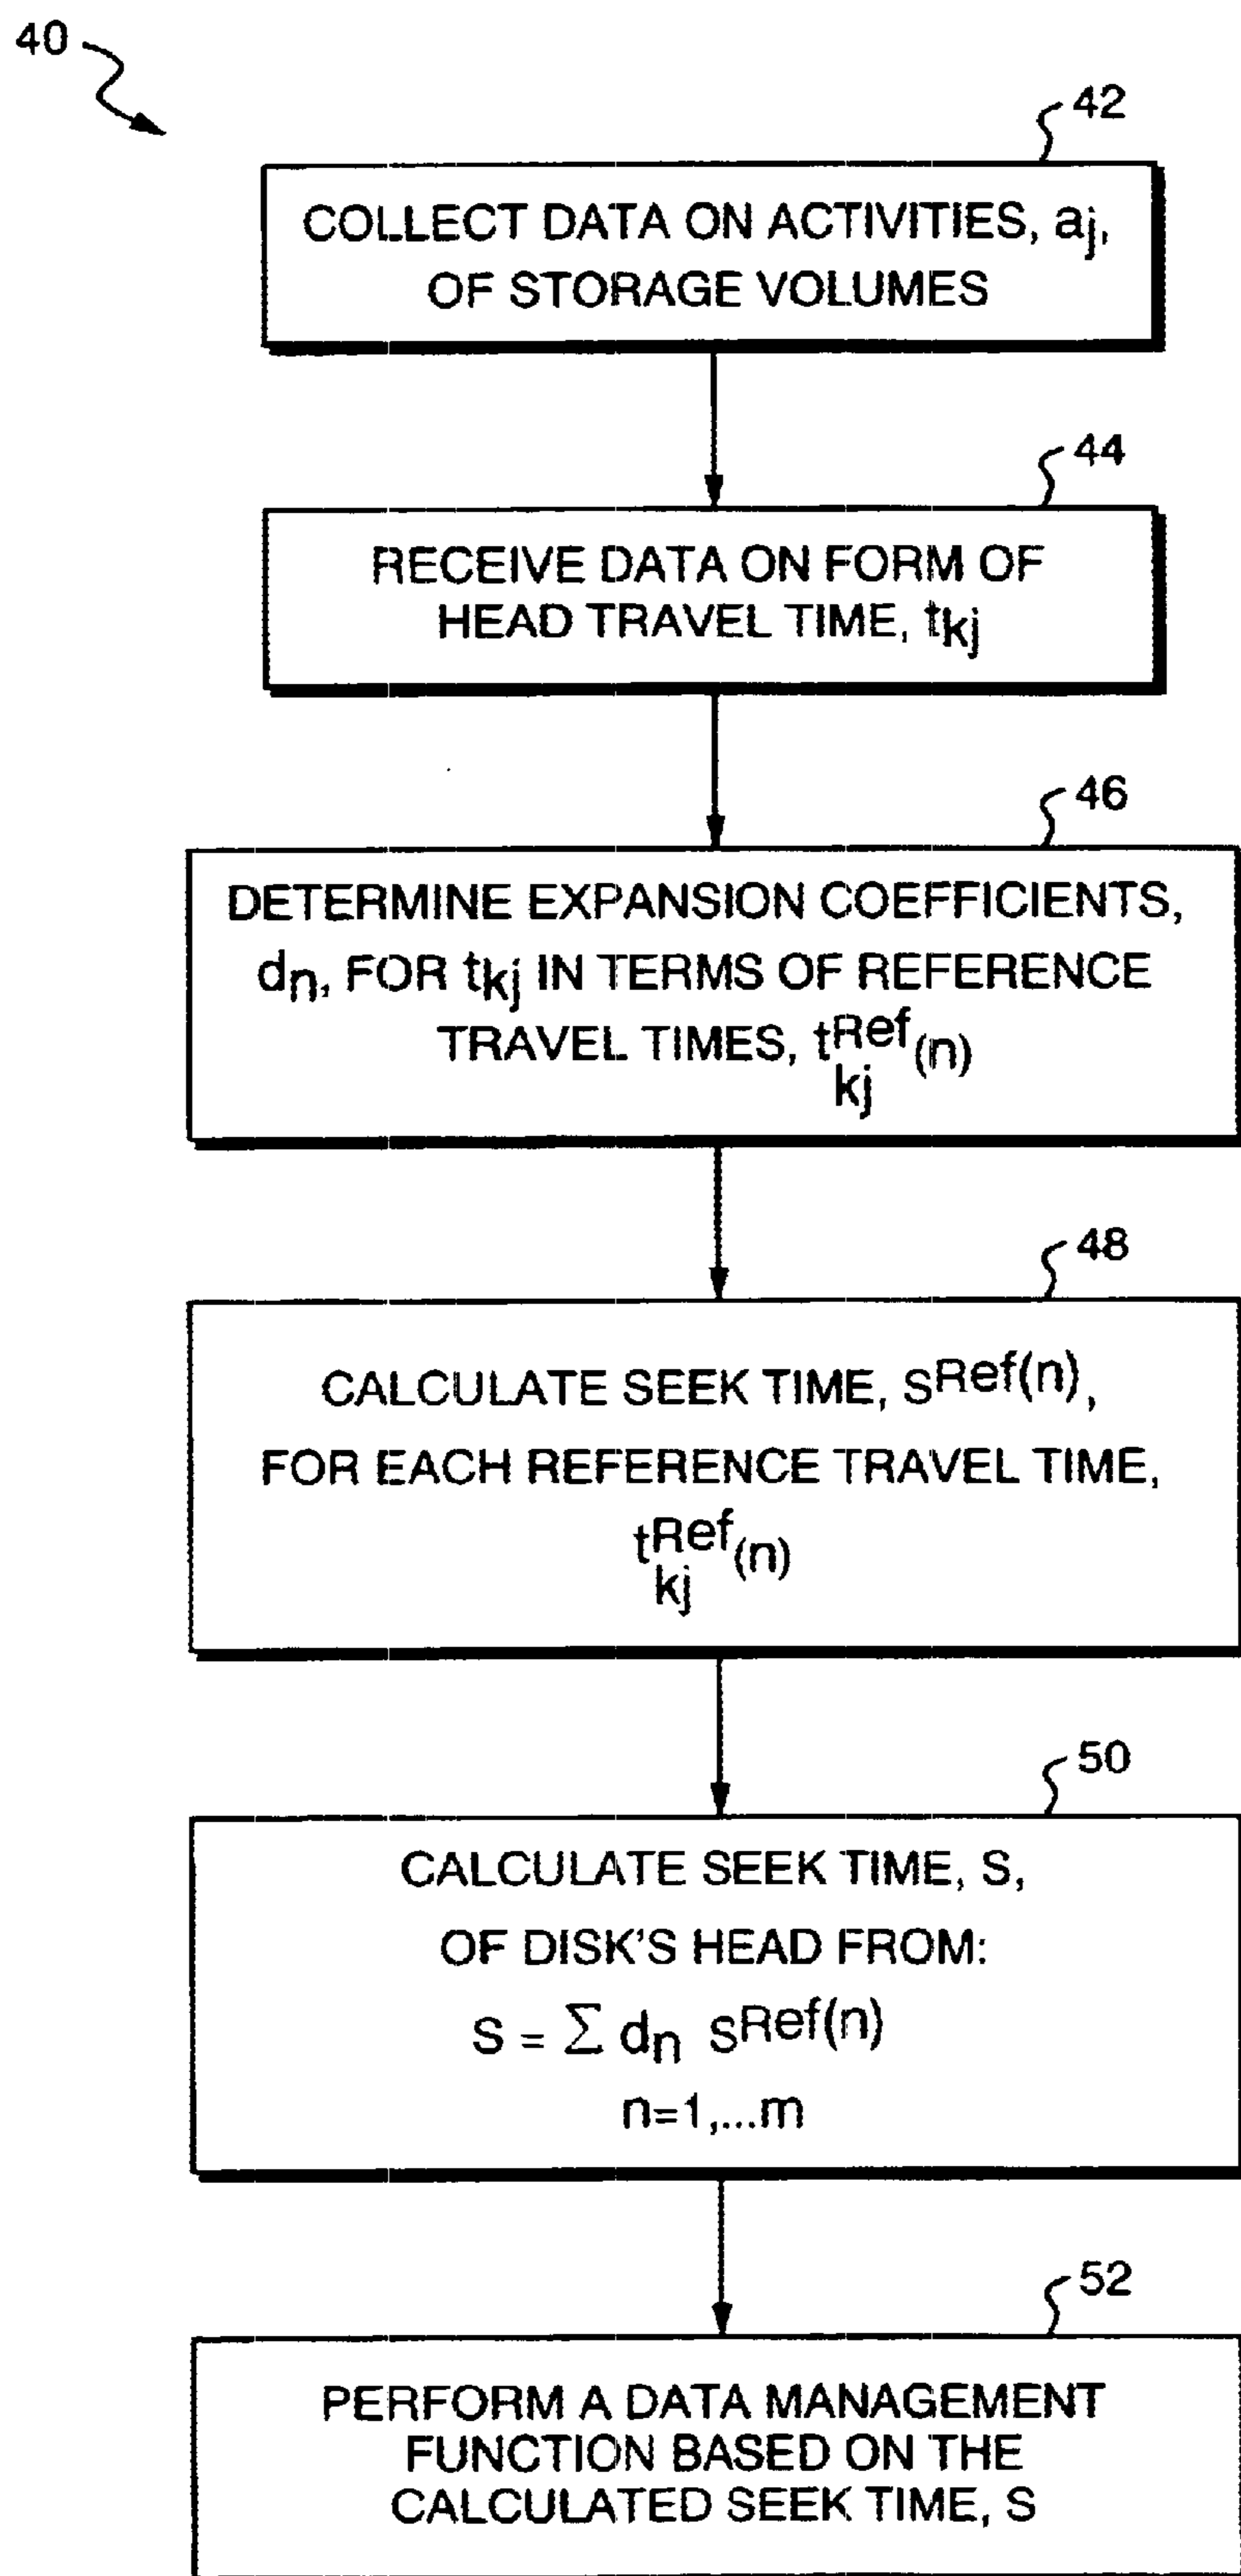 40
42
COLLECT DATA ON ACTIVITIES, aj,
OF STORAGE VOLUMES
44
RECEIVE DATA ON FORM OF
HEAD TRAVEL TIME, tkj
46
DETERMINE EXPANSION COEFFICIENTS,
dn, FOR tkj IN TERMS OF REFERENCE
TRAVEL TIMES, tRef(n)
kj
48
CALCULATE SEEK TIME, SRef(n),
FOR EACH REFERENCE TRAVEL TIME,
tRef(n)
kj
50
CALCULATE SEEK TIME, S,
OF DISK'S HEAD FROM:
S = Σ dn SRef(n)
n=1,...m
52
PERFORM A DATA MANAGEMENT
FUNCTION BASED ON THE
CALCULATED SEEK TIME, S